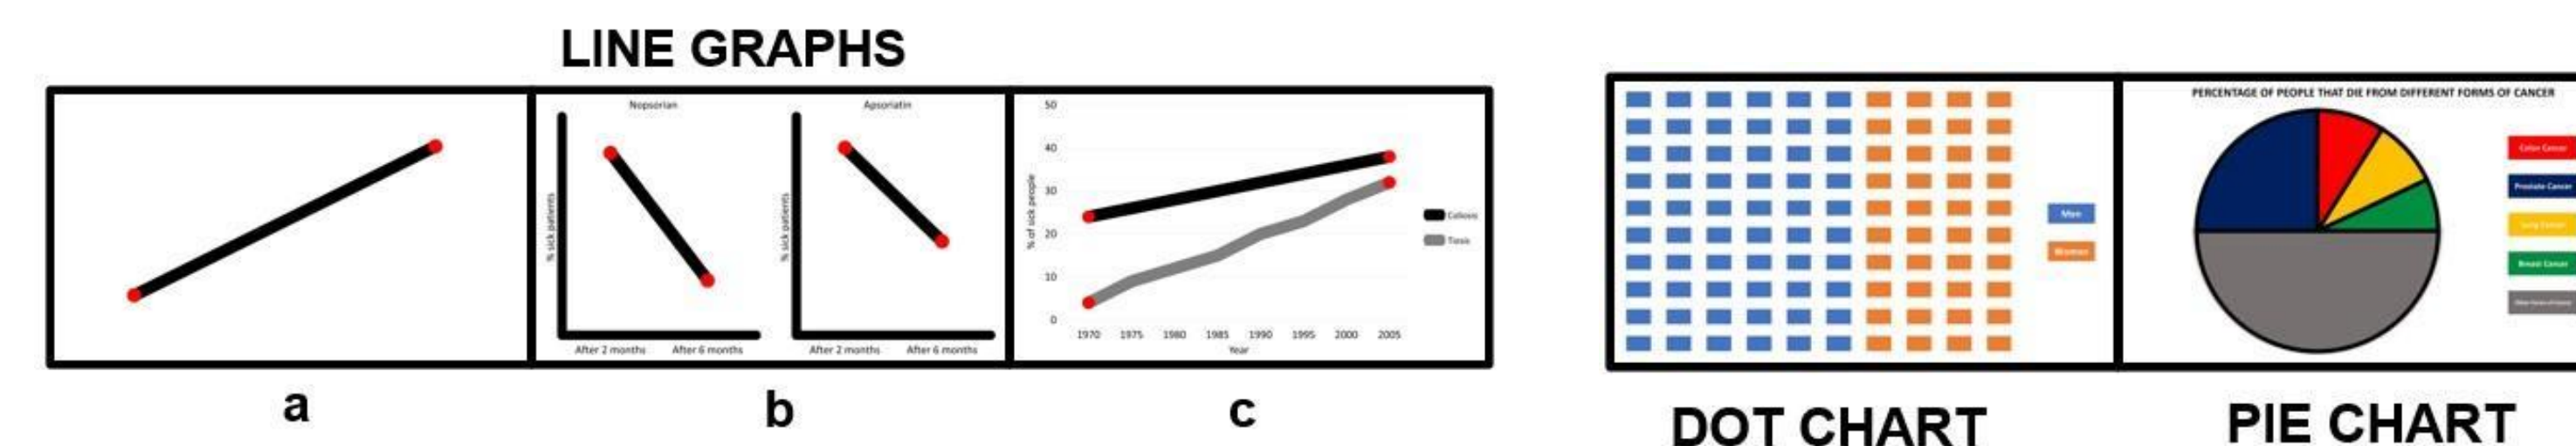 LINE GRAPHS
Nopsorian
% sick patients
After 2 months
After 6 months
Apsoriatin
% sick patients
After 2 months
After 6 months
50
40
30
20
10
0
% of sick people
1970 1975 1980 1985 1990 1995 2000 2005
Year
Tiosis
a
b
c
Men
Women
DOT CHART
PERCENTAGE OF PEOPLE THAT DIE FROM DIFFERENT FORMS OF CANCER
Colon Cancer
Prostate Cancer
Lung Cancer
Breast Cancer
PIE CHART